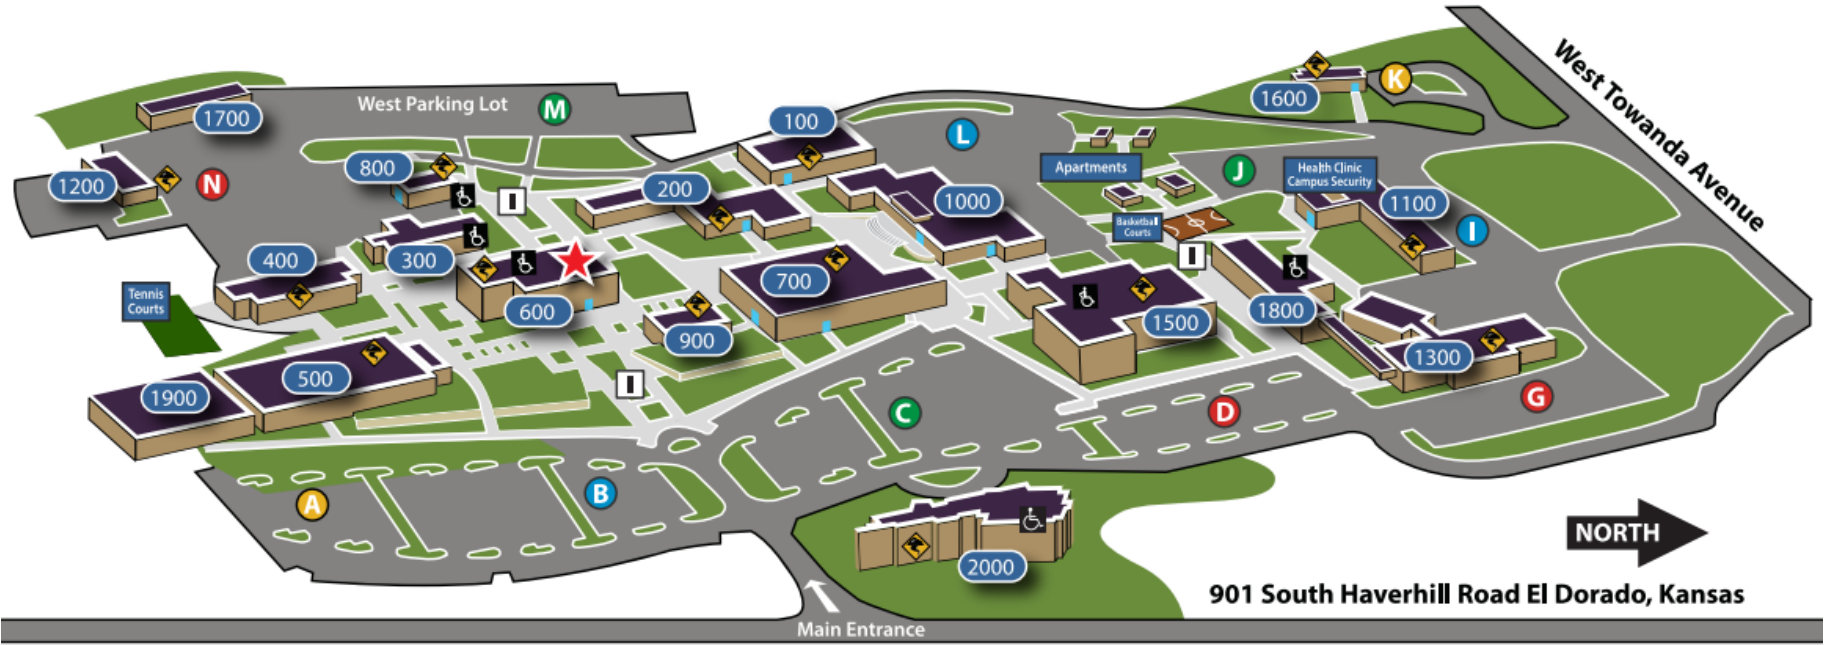 West Towanda Avenue
K
1600
1700
West Parking Lot
M
100
L
Apartments
J
Health Clinic
Campus Security
1200
N
800
I
200
1000
1100
Basketball
Courts
I
I
400
300
700
Tennis
Courts
600
900
1500
1800
1300
I
1900
500
C
D
G
A
B
2000
NORTH
901 South Haverhill Road El Dorado, Kansas
Main Entrance